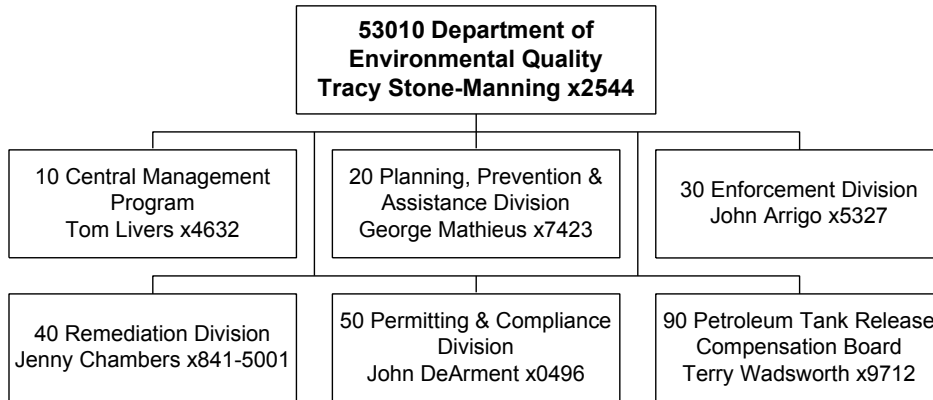 53010 Department of
Environmental Quality
Tracy Stone-Manning x2544
10 Central Management
Program
Tom Livers x4632
20 Planning, Prevention &
Assistance Division
George Mathieus x7423
30 Enforcement Division
John Arrigo x5327
40 Remediation Division
Jenny Chambers x841-5001
50 Permitting & Compliance
Division
John DeArment x0496
90 Petroleum Tank Release
Compensation Board
Terry Wadsworth x9712